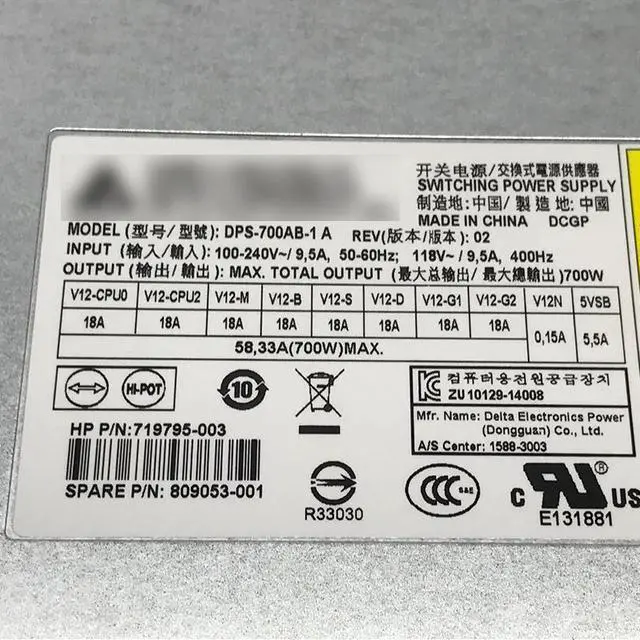 开关电源/交換式電源供應器
SWITCHING POWER SUPPLY
制造地: 中国/ 製造地: 中國
MADE IN CHINA DCGP
MODEL (型号/ 型號): DPS-700AB-1 A REV(版本/版本): 02
INPUT (输入/輸入): 100-240V~/ 9,5A, 50-60Hz; 118V~/ 9,5A, 400Hz
OUTPUT (输出/ 輸出): MAX. TOTAL OUTPUT (最大总输出/ 最大總輸出)700W
V12-CPU0 V12-CPU2 V12-M V12-B V12-S V12-D V12-G1 V12-G2 V12N 5VSB
18A 18A 18A 18A 18A 18A 18A 18A 0,15A 5,5A
58,33A(700W)MAX.
HI-POT
10
컴퓨터용전원공급장치
ZU10129-14008
Mfr. Name: Delta Electronics Power
(Dongguan) Co., Ltd.
A/S Center: 1588-3003
HP P/N:719795-003
SPARE P/N: 809053-001
R33030
CCC S&E
c RU US
®
E131881